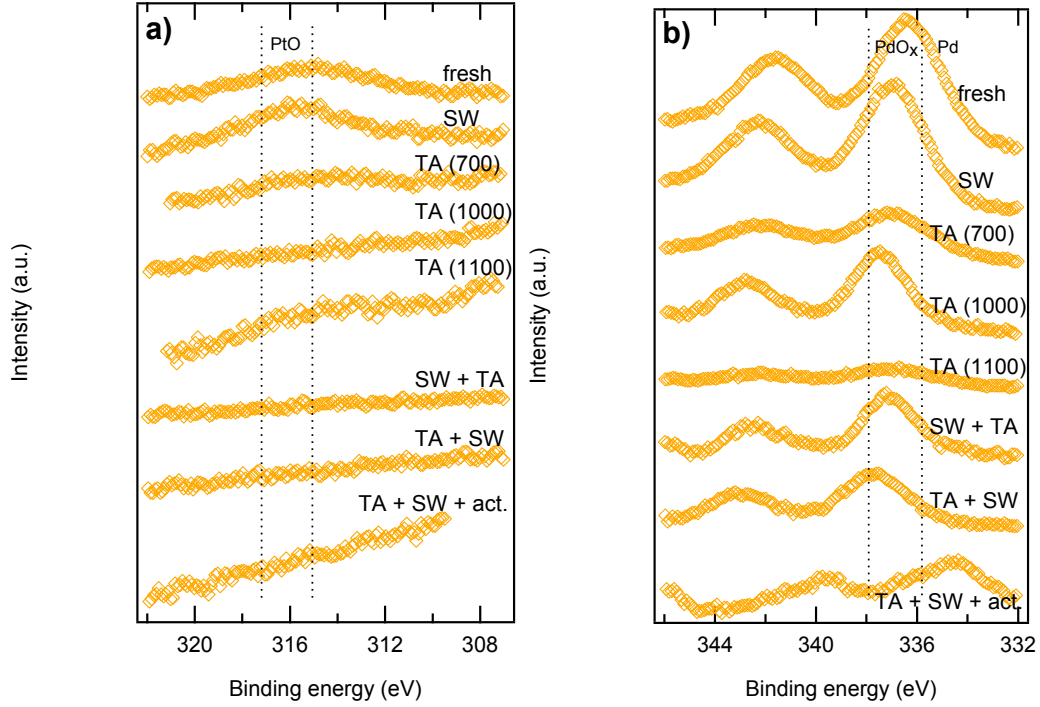 a)
PtO
fresh
SW
TA (700)
TA (1000)
TA (1100)
SW + TA
TA + SW
TA + SW + act.
Intensity (a.u.)
320
316
312
308
Binding energy (eV)
b)
PdOx
Pd
fresh
SW
TA (700)
TA (1000)
TA (1100)
SW + TA
TA + SW
TA + SW + act.
Intensity (a.u.)
344
340
336
332
Binding energy (eV)